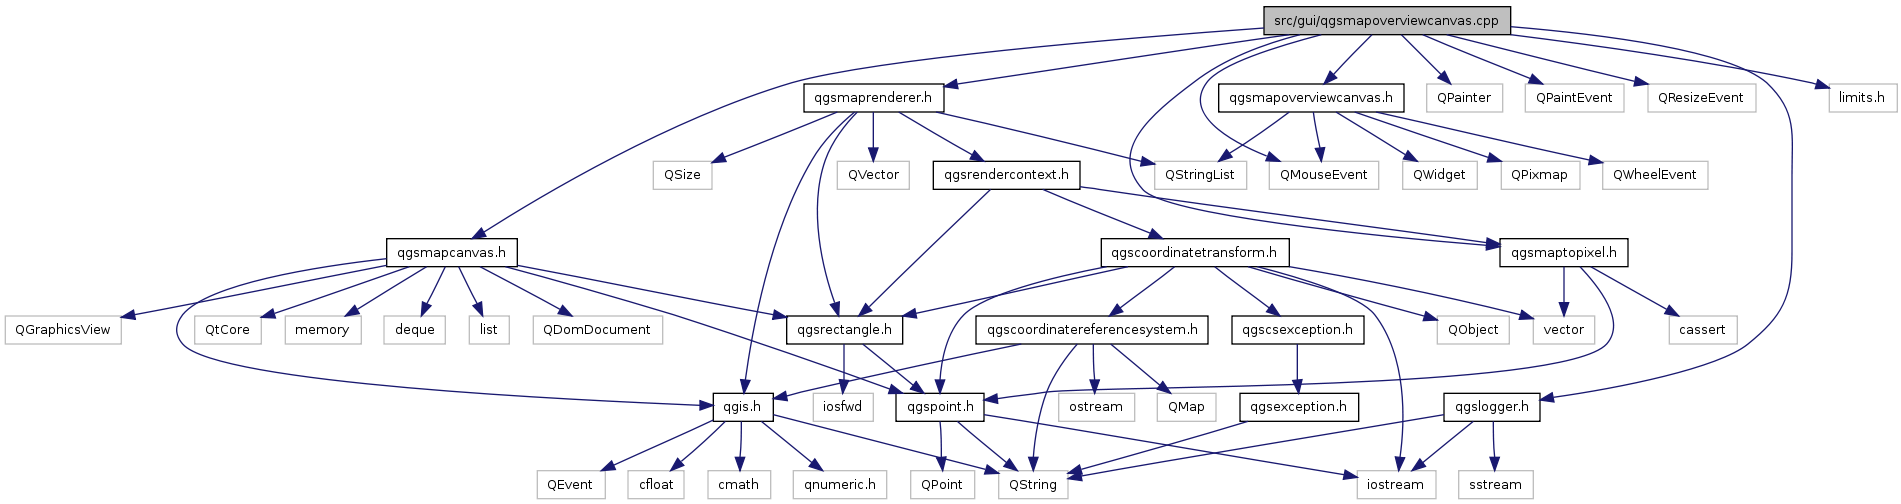 src/gui/qgsmapoverviewcanvas.cpp
qgsmaprenderer.h
qgsmapoverviewcanvas.h
QPainter
QPaintEvent
QResizeEvent
limits.h
QSize
QVector
qgsrendercontext.h
QStringList
QMouseEvent
QWidget
QPixmap
QWheelEvent
qgsmapcanvas.h
qgscoordinatetransform.h
qgsmaptopixel.h
QGraphicsView
QtCore
memory
deque
list
QDomDocument
qgsrectangle.h
qgscoordinatereferencesystem.h
qgscsexception.h
QObject
vector
cassert
qgis.h
iosfwd
qgspoint.h
ostream
QMap
qgsexception.h
qgslogger.h
QEvent
cfloat
cmath
qnumeric.h
QPoint
QString
iostream
sstream